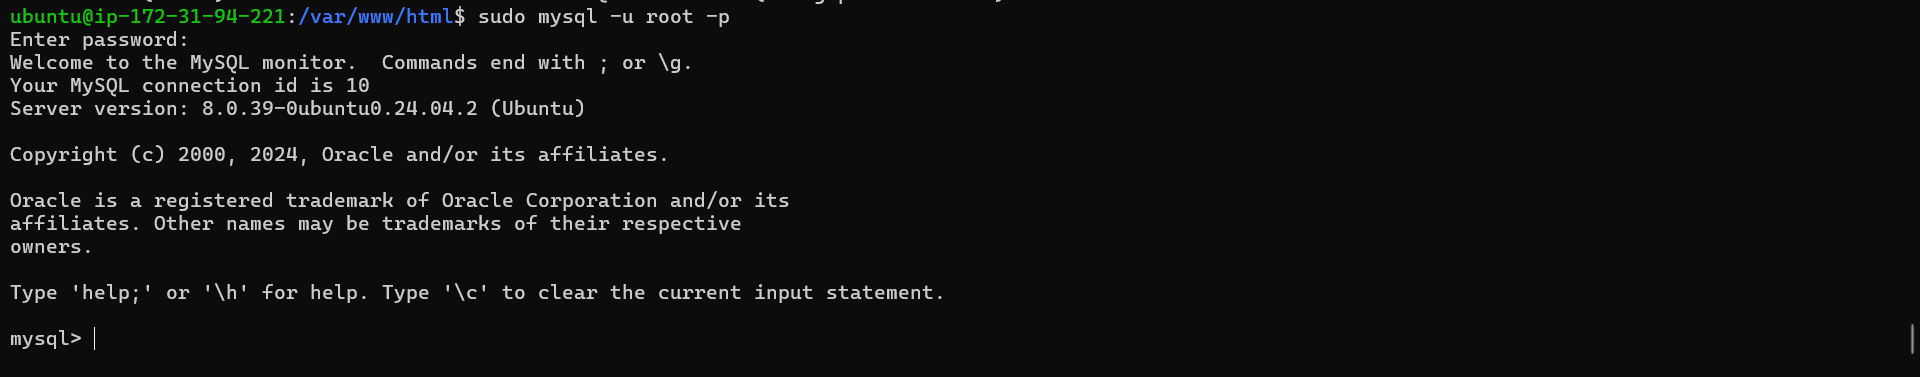 ubuntu@ip-172-31-94-221:/var/www/html$ sudo mysql -u root -p
Enter password:
Welcome to the MySQL monitor.  Commands end with ; or \g.
Your MySQL connection id is 10
Server version: 8.0.39-0ubuntu0.24.04.2 (Ubuntu)

Copyright (c) 2000, 2024, Oracle and/or its affiliates.

Oracle is a registered trademark of Oracle Corporation and/or its
affiliates. Other names may be trademarks of their respective
owners.

Type 'help;' or '\h' for help. Type '\c' to clear the current input statement.

mysql>